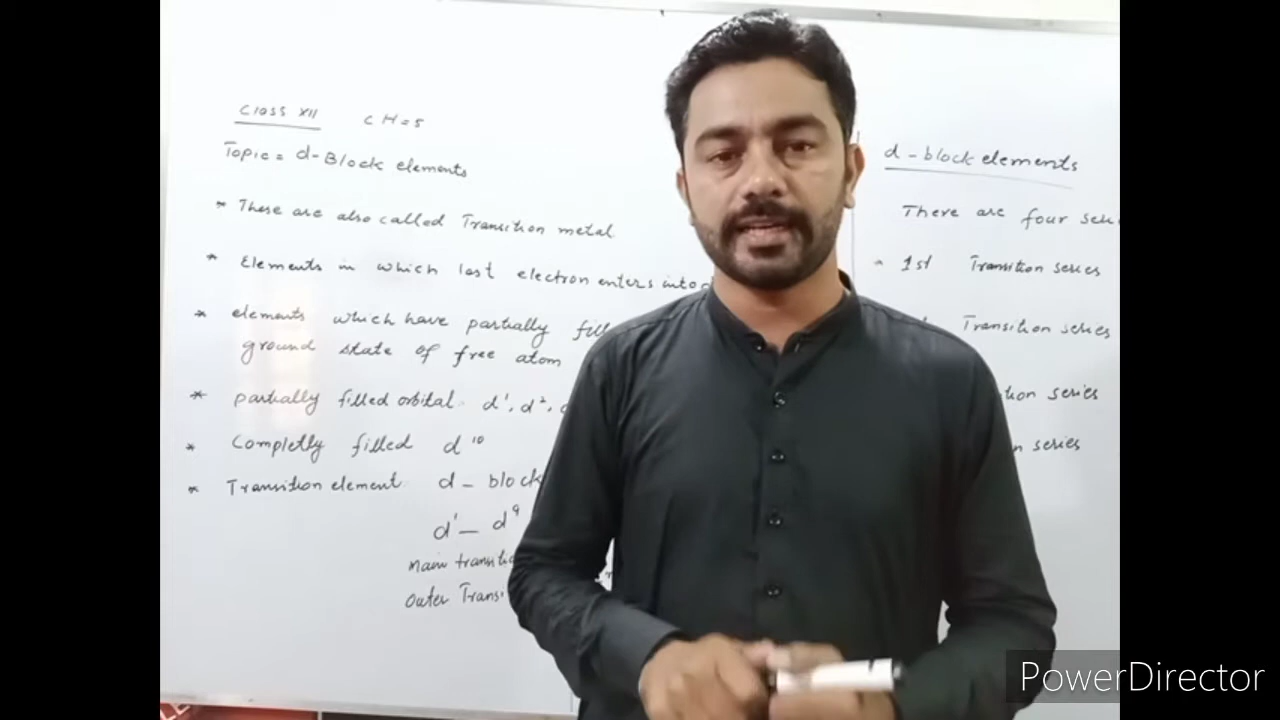 Class XII CH=5
Topic= d-Block elements
* These are also called Transition metal
* Elements in which last electron enters into
* elements which have partially
ground state of free atom
* partially filled orbital d¹, d²,
* Completly filled d¹⁰
* Transition element d - block
d¹ - d⁹
main
outer
d - block elements
There are four
1st Transition series
Transition series
series
series
PowerDirector